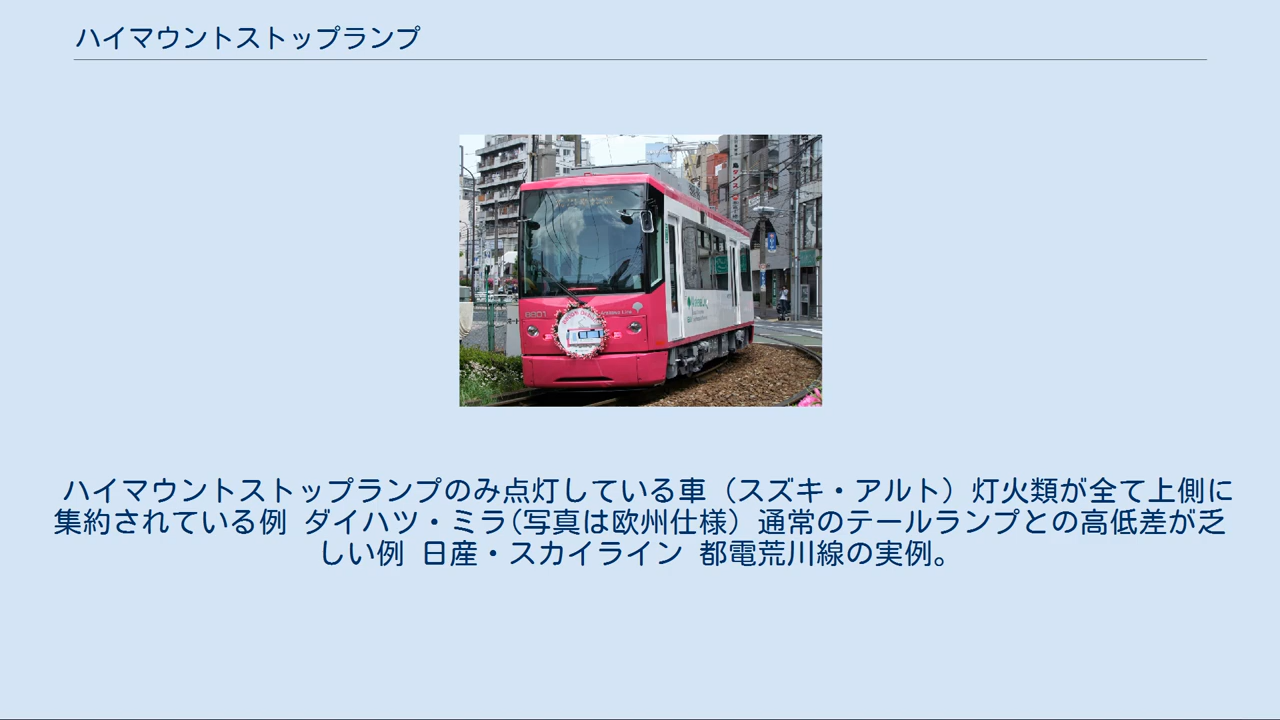 ハイマウントストップランプ
8801
ハイマウントストップランプのみ点灯している車（スズキ・アルト）灯火類が全て上側に
集約されている例 ダイハツ・ミラ(写真は欧州仕様）通常のテールランプとの高低差が乏
しい例 日産・スカイライン 都電荒川線の実例。